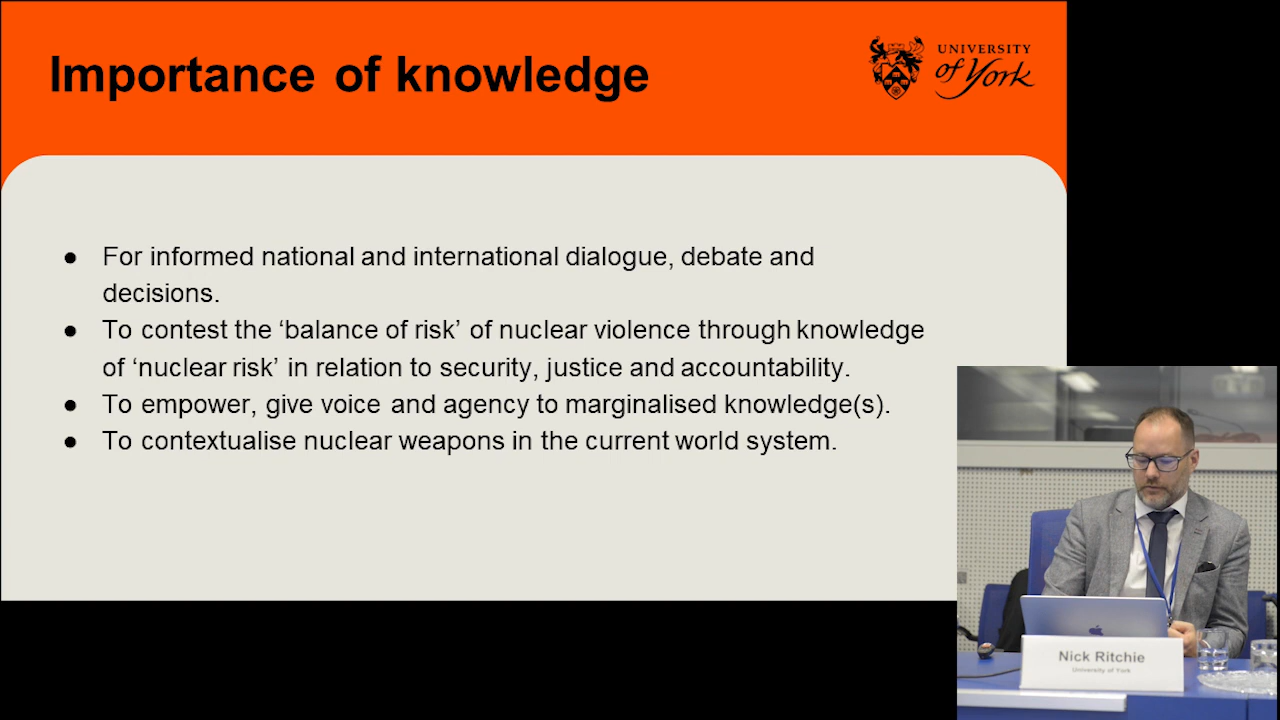 Importance of knowledge
UNIVERSITY
of York
● For informed national and international dialogue, debate and
decisions.
● To contest the ‘balance of risk’ of nuclear violence through knowledge
of ‘nuclear risk’ in relation to security, justice and accountability.
● To empower, give voice and agency to marginalised knowledge(s).
● To contextualise nuclear weapons in the current world system.
Nick Ritchie
University of York